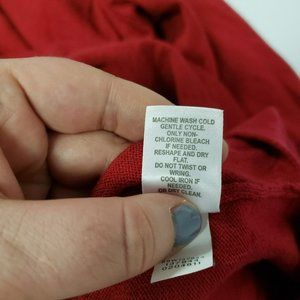 MACHINE WASH COLD
GENTLE CYCLE.
ONLY NON-
CHLORINE BLEACH
IF NEEDED.
RESHAPE AND DRY
FLAT.
DO NOT TWIST OR
WRING.
COOL IRON IF
NEEDED,
OR DRY CLEAN.